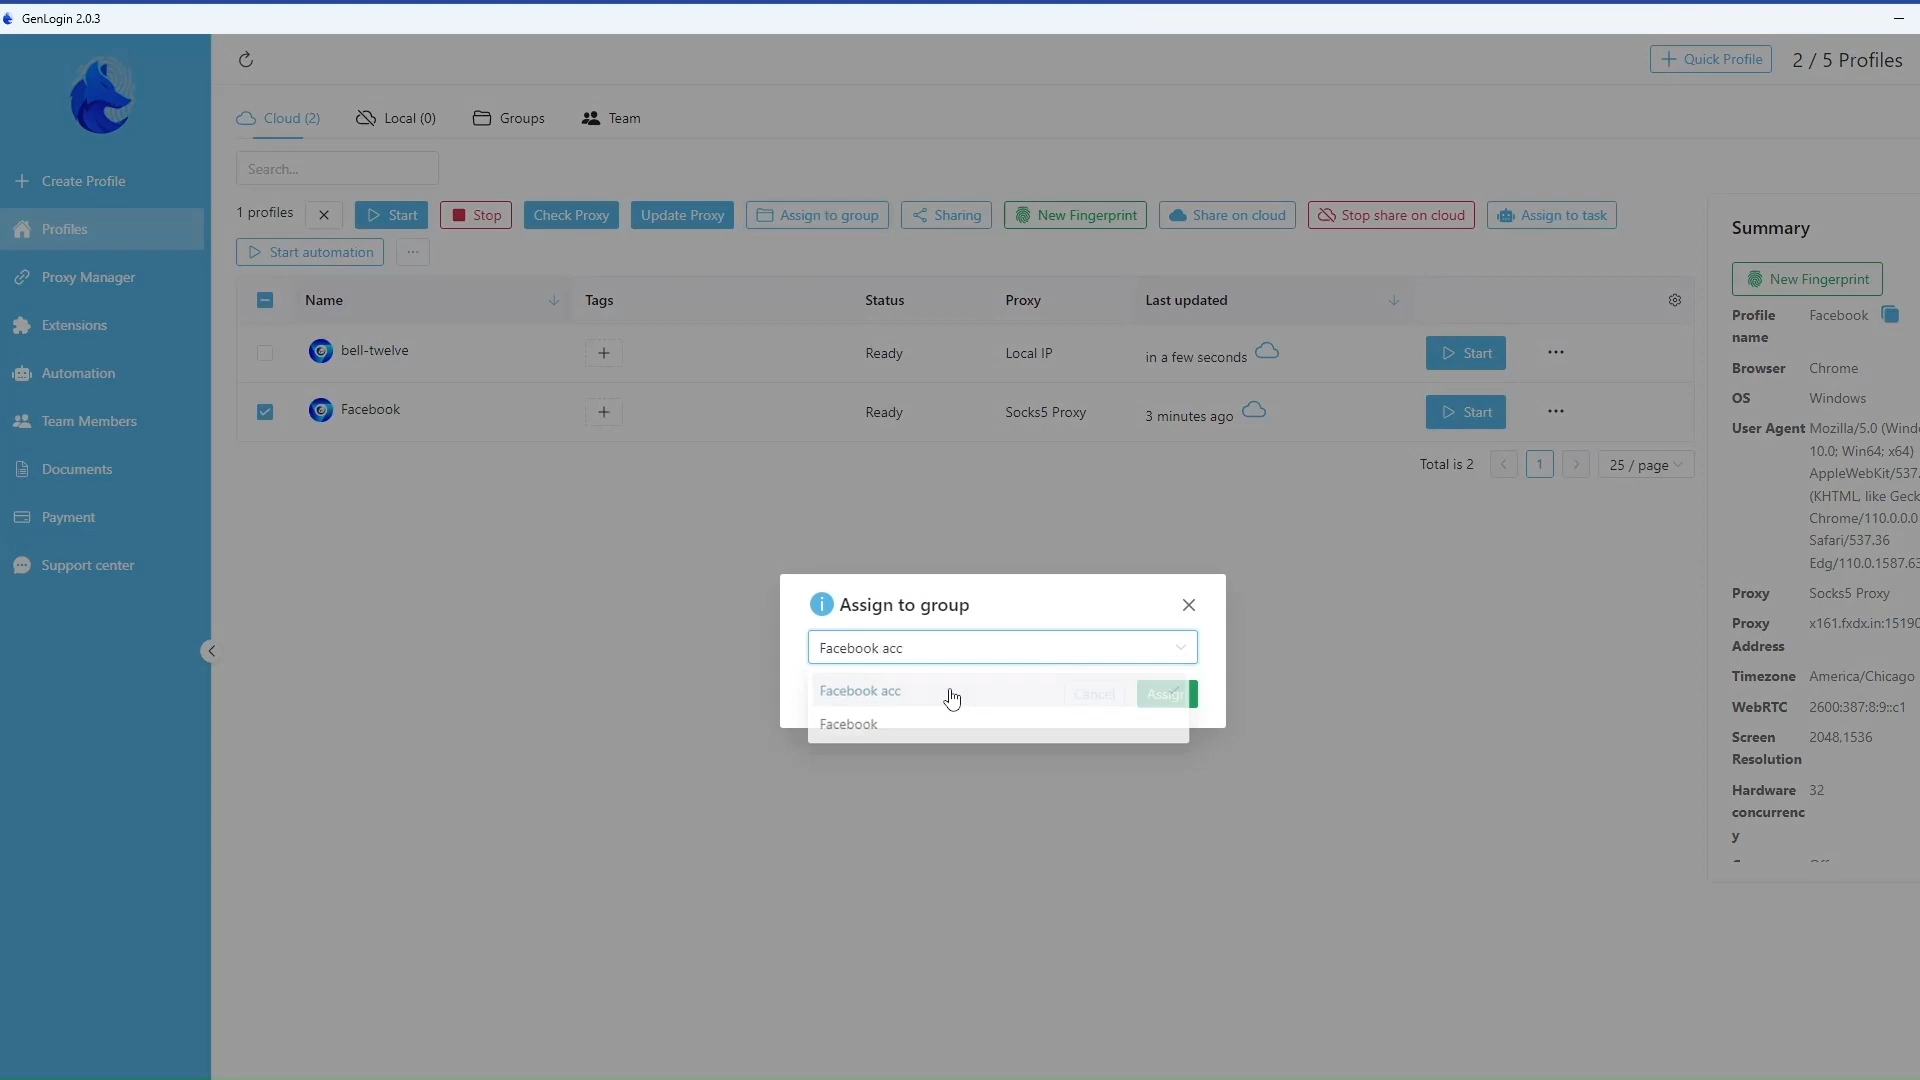 GenLogin 2.0.3
Quick Profile
2 / 5 Profiles
Cloud (2)
Local (0)
Groups
Team
Search...
Create Profile
Profiles
Proxy Manager
Extensions
Automation
Team Members
Documents
Payment
Support center
1 profiles
Start
Stop
Check Proxy
Update Proxy
Assign to group
Sharing
New Fingerprint
Share on cloud
Stop share on cloud
Assign to task
Start automation
Name
Tags
Status
Proxy
Last updated
bell-twelve
Ready
Local IP
in a few seconds
Start
Facebook
Ready
Socks5 Proxy
3 minutes ago
Start
Total is 2
1
25 / page
Assign to group
Facebook acc
Facebook acc
Facebook
Cancel
Assign
Summary
New Fingerprint
Profile name
Facebook
Browser
Chrome
OS
Windows
User Agent
Mozilla/5.0 (Wind
10.0; Win64; x64)
AppleWebKit/537.
(KHTML, like Geck
Chrome/110.0.0.0
Safari/537.36
Edg/110.0.1587.63
Proxy
Socks5 Proxy
Proxy Address
x161.fxdx.in:15190
Timezone
America/Chicago
WebRTC
2600:387:8:9::c1
Screen Resolution
2048,1536
Hardware concurrency
32